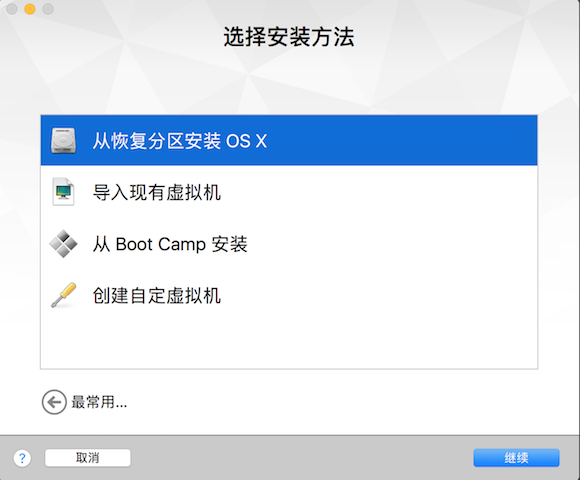 选择安装方法
从恢复分区安装 OS X
导入现有虚拟机
从 Boot Camp 安装
创建自定虚拟机
最常用...
?
取消
继续